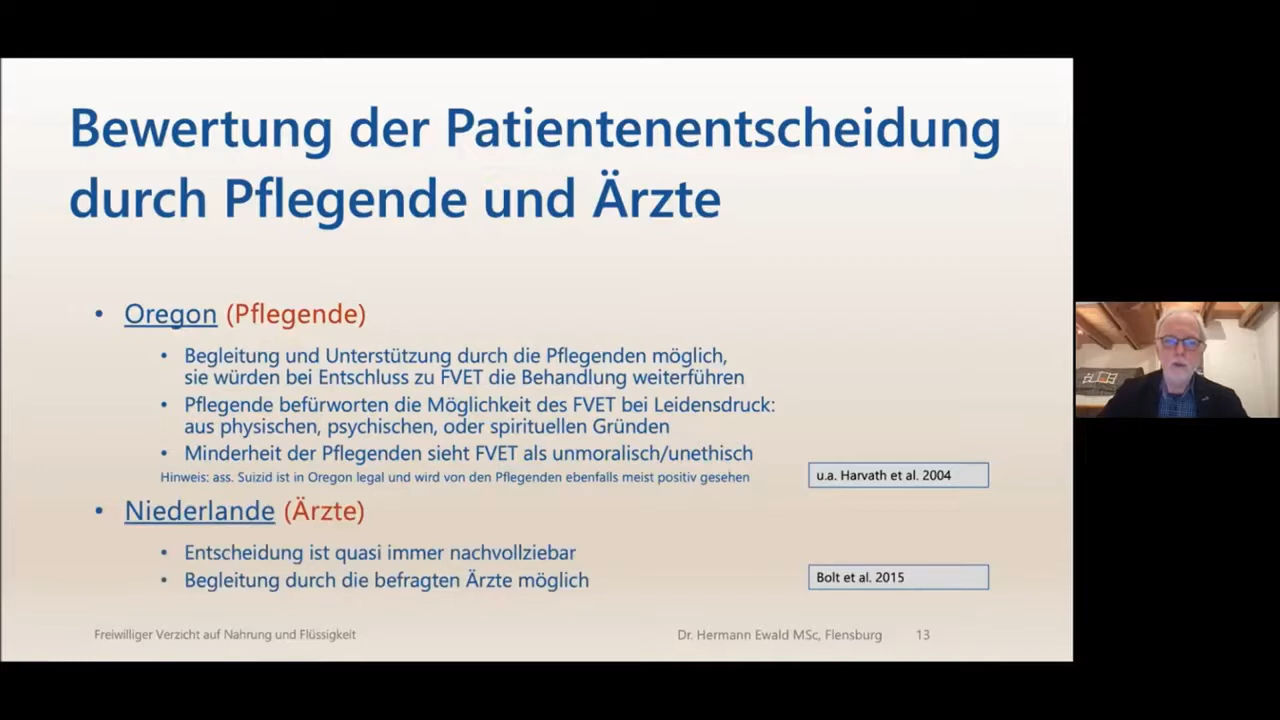 Bewertung der Patientenentscheidung
durch Pflegende und Ärzte
• Oregon (Pflegende)
• Begleitung und Unterstützung durch die Pflegenden möglich,
sie würden bei Entschluss zu FVET die Behandlung weiterführen
• Pflegende befürworten die Möglichkeit des FVET bei Leidensdruck:
aus physischen, psychischen, oder spirituellen Gründen
• Minderheit der Pflegenden sieht FVET als unmoralisch/unethisch
Hinweis: ass. Suizid ist in Oregon legal und wird von den Pflegenden ebenfalls meist positiv gesehen
u.a. Harvath et al. 2004
• Niederlande (Ärzte)
• Entscheidung ist quasi immer nachvollziebar
• Begleitung durch die befragten Ärzte möglich
Bolt et al. 2015
Freiwilliger Verzicht auf Nahrung und Flüssigkeit
Dr. Hermann Ewald MSc, Flensburg 13